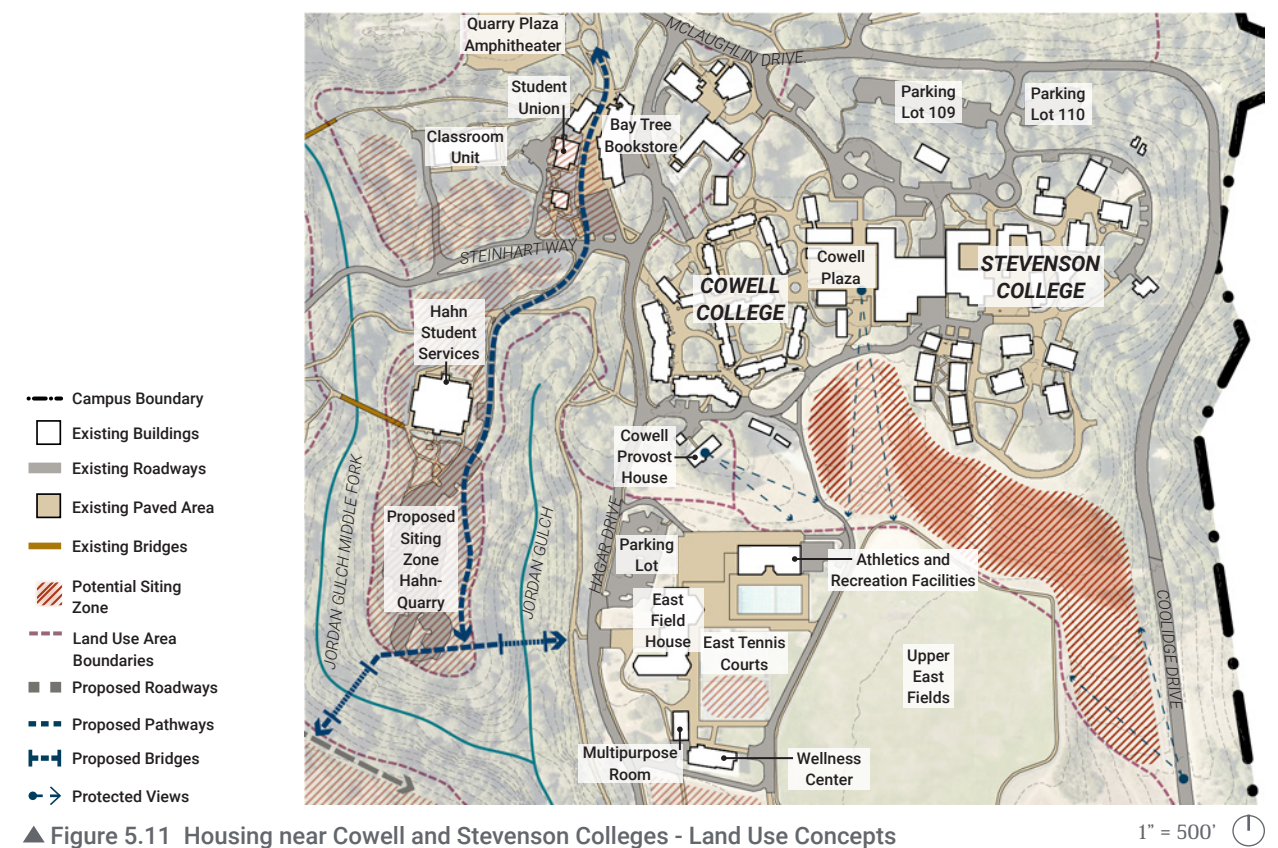 Quarry Plaza
Amphitheater
MCLAUGHLIN DRIVE
Student
Union
Bay Tree
Bookstore
Classroom
Unit
Parking
Lot 109
Parking
Lot 110
STEINHART WAY
Cowell
Plaza
STEVENSON
COLLEGE
COWELL
COLLEGE
Hahn
Student
Services
Campus Boundary
Existing Buildings
Existing Roadways
Existing Paved Area
Existing Bridges
Potential Siting
Zone
Land Use Area
Boundaries
Proposed Roadways
Proposed Pathways
Proposed Bridges
Protected Views
Cowell
Provost
House
JORDAN GULCH MIDDLE FORK
Proposed
Siting
Zone
Hahn-
Quarry
JORDAN GULCH
HAGAR DRIVE
Parking
Lot
Athletics and
Recreation Facilities
East
Field
House
East Tennis
Courts
Upper
East
Fields
COOLIDGE DRIVE
Multipurpose
Room
Wellness
Center
Figure 5.11 Housing near Cowell and Stevenson Colleges - Land Use Concepts
1" = 500'